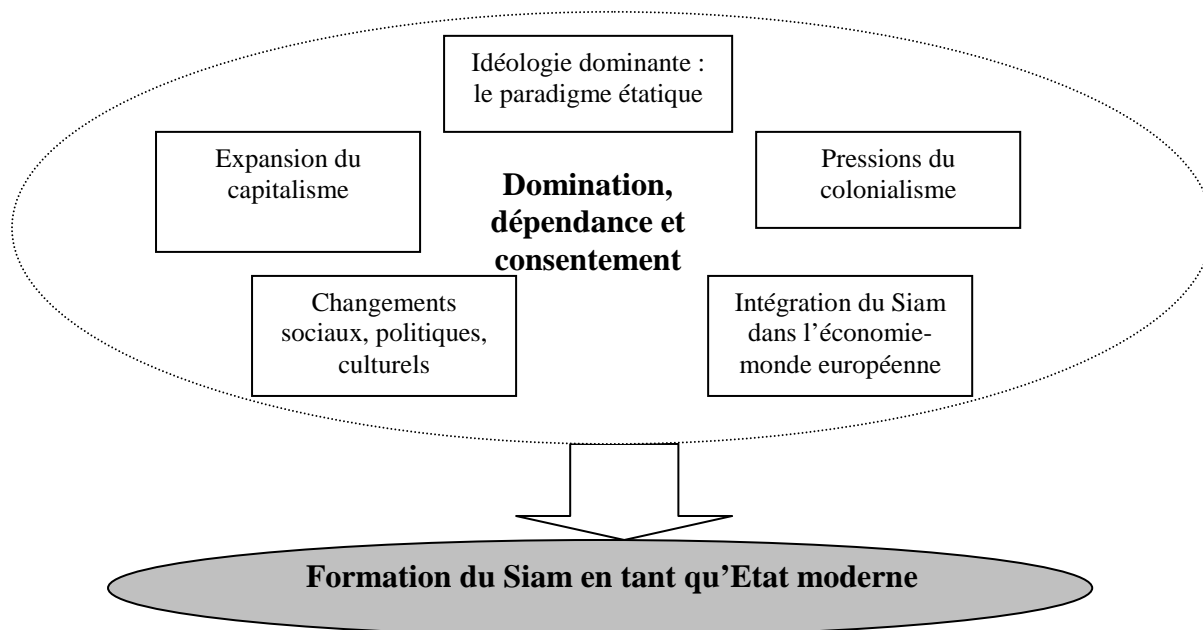 Idéologie dominante :
le paradigme étatique
Expansion du
capitalisme
Pressions du
colonialisme
Domination,
dépendance et
consentement
Changements
sociaux, politiques,
culturels
Intégration du Siam
dans l’économie-
monde européenne
Formation du Siam en tant qu’Etat moderne